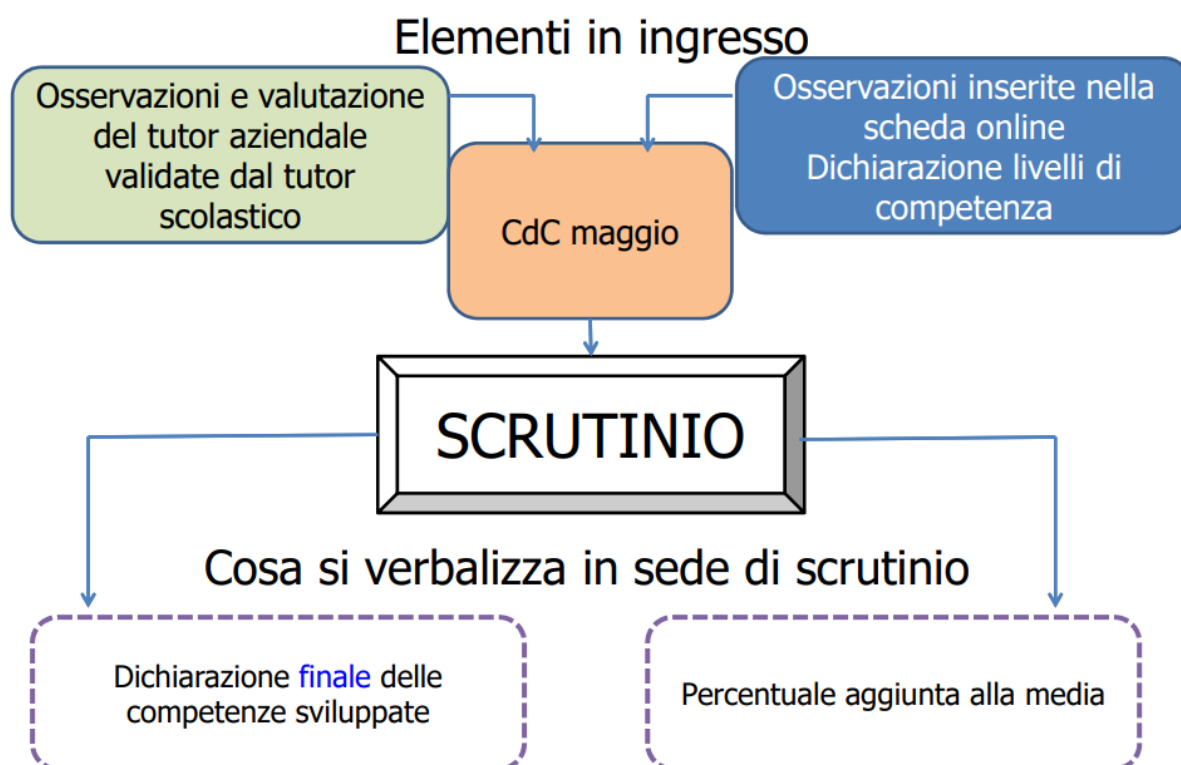 Elementi in ingresso
Osservazioni e valutazione
del tutor aziendale
validate dal tutor
scolastico
CdC maggio
Osservazioni inserite nella
scheda online
Dichiarazione livelli di
competenza
SCRUTINIO
Cosa si verbalizza in sede di scrutinio
Dichiarazione finale delle
competenze sviluppate
Percentuale aggiunta alla media